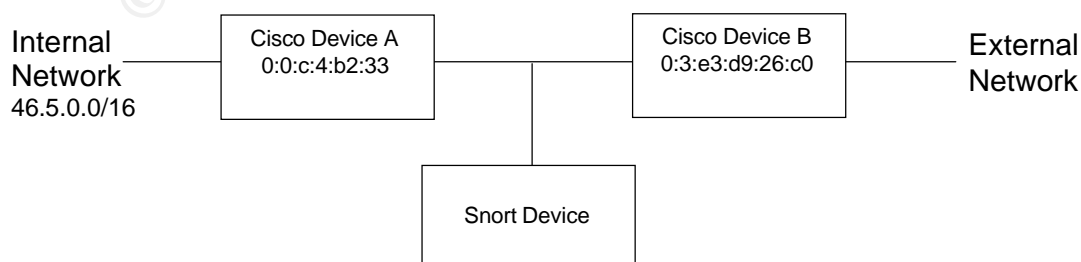 Internal
Network
46.5.0.0/16
Cisco Device A
0:0:c:4:b2:33
Cisco Device B
0:3:e3:d9:26:c0
External
Network
Snort Device